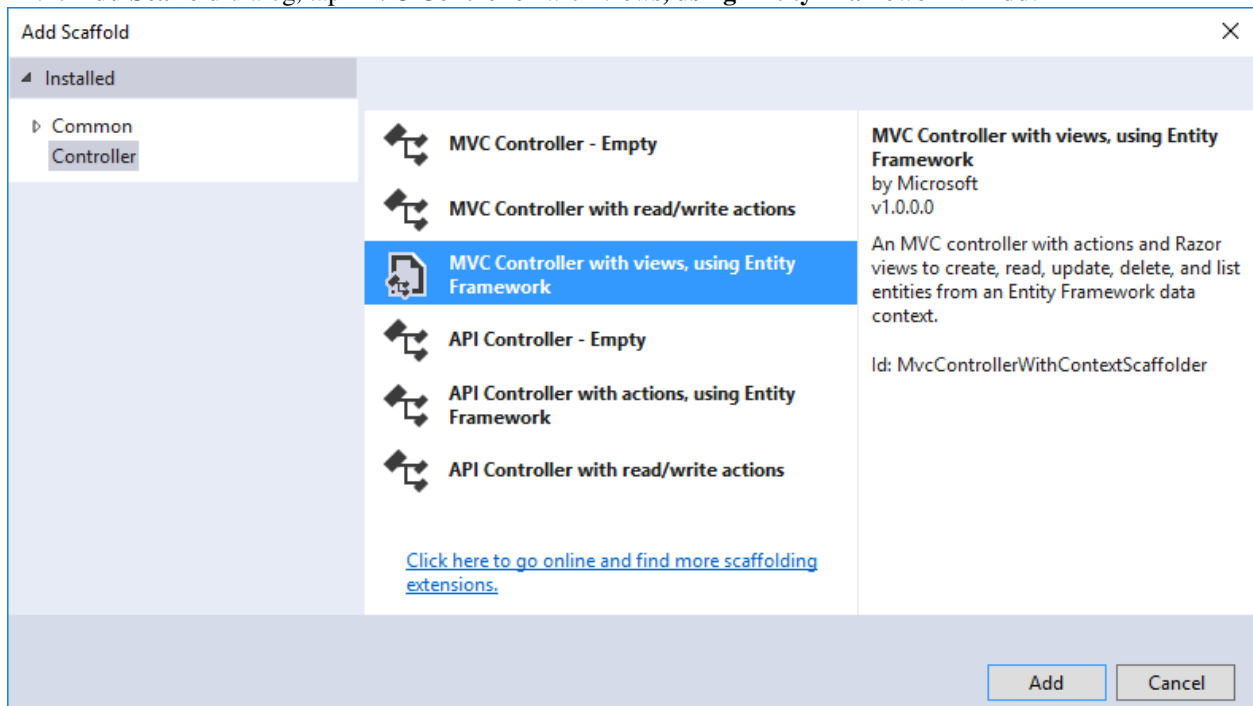 Add Scaffold
Installed
Common
Controller
MVC Controller - Empty
MVC Controller with read/write actions
MVC Controller with views, using Entity
Framework
API Controller - Empty
API Controller with actions, using Entity
Framework
API Controller with read/write actions
Click here to go online and find more scaffolding
extensions.
MVC Controller with views, using Entity
Framework
by Microsoft
v1.0.0.0
An MVC controller with actions and Razor
views to create, read, update, delete, and list
entities from an Entity Framework data
context.
Id: MvcControllerWithContextScaffolder
Add
Cancel